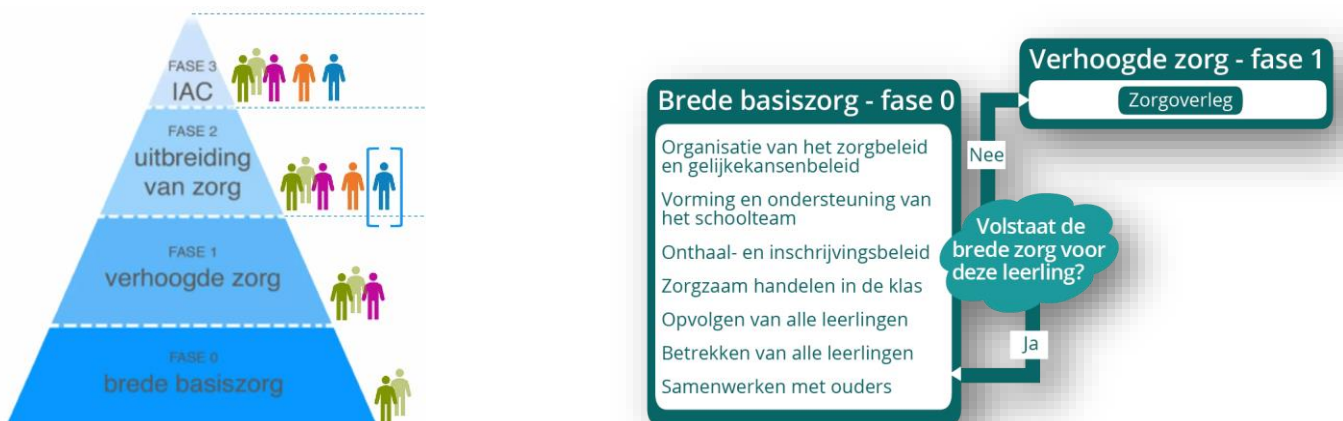 FASE 3
IAC
FASE 2
uitbreiding
van zorg
FASE 1
verhoogde zorg
FASE 0
brede basiszorg
Brede basiszorg - fase 0
Organisatie van het zorgbeleid
en gelijkekansenbeleid
Vorming en ondersteuning van
het schoolteam
Onthaal- en inschrijvingsbeleid
Zorgzaam handelen in de klas
Opvolgen van alle leerlingen
Betrekken van alle leerlingen
Samenwerken met ouders
Verhoogde zorg - fase 1
Zorgoverleg
Nee
Volstaat de
brede zorg voor
deze leerling?
Ja